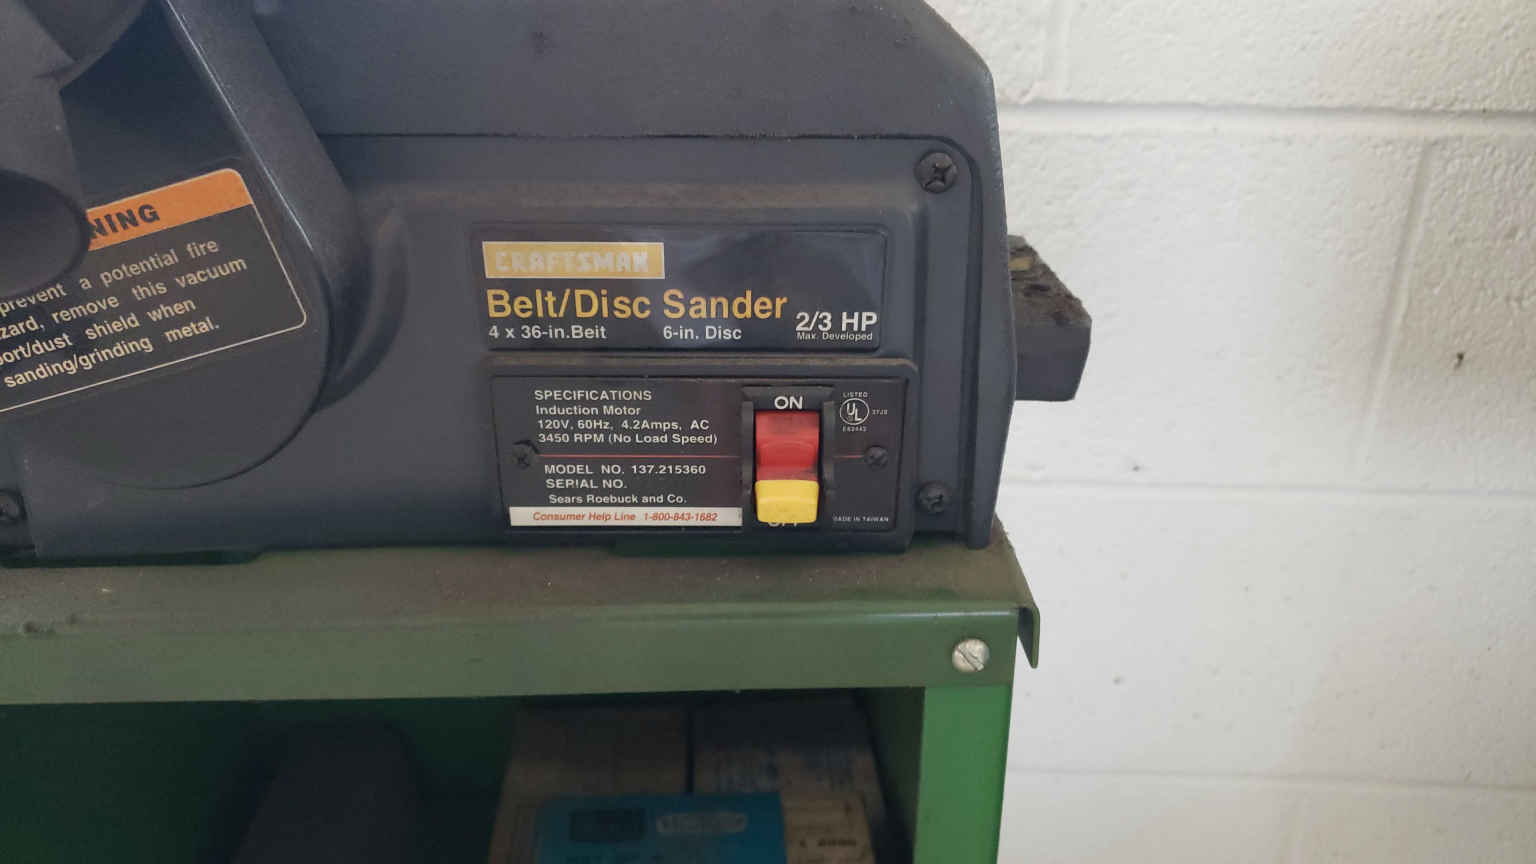 NING
prevent a potential fire
zard, remove this vacuum
port/dust shield when
sanding/grinding metal.
CRAFTSMAN
Belt/Disc Sander
4 x 36-in.Belt 6-in. Disc
2/3 HP
Max. Developed
SPECIFICATIONS
Induction Motor
120V, 60Hz, 4.2Amps, AC
3450 RPM (No Load Speed)
MODEL NO. 137.215360
SERIAL NO.
Sears Roebuck and Co.
Consumer Help Line 1-800-843-1682
ON
OFF
LISTED
UL
MADE IN TAIWAN